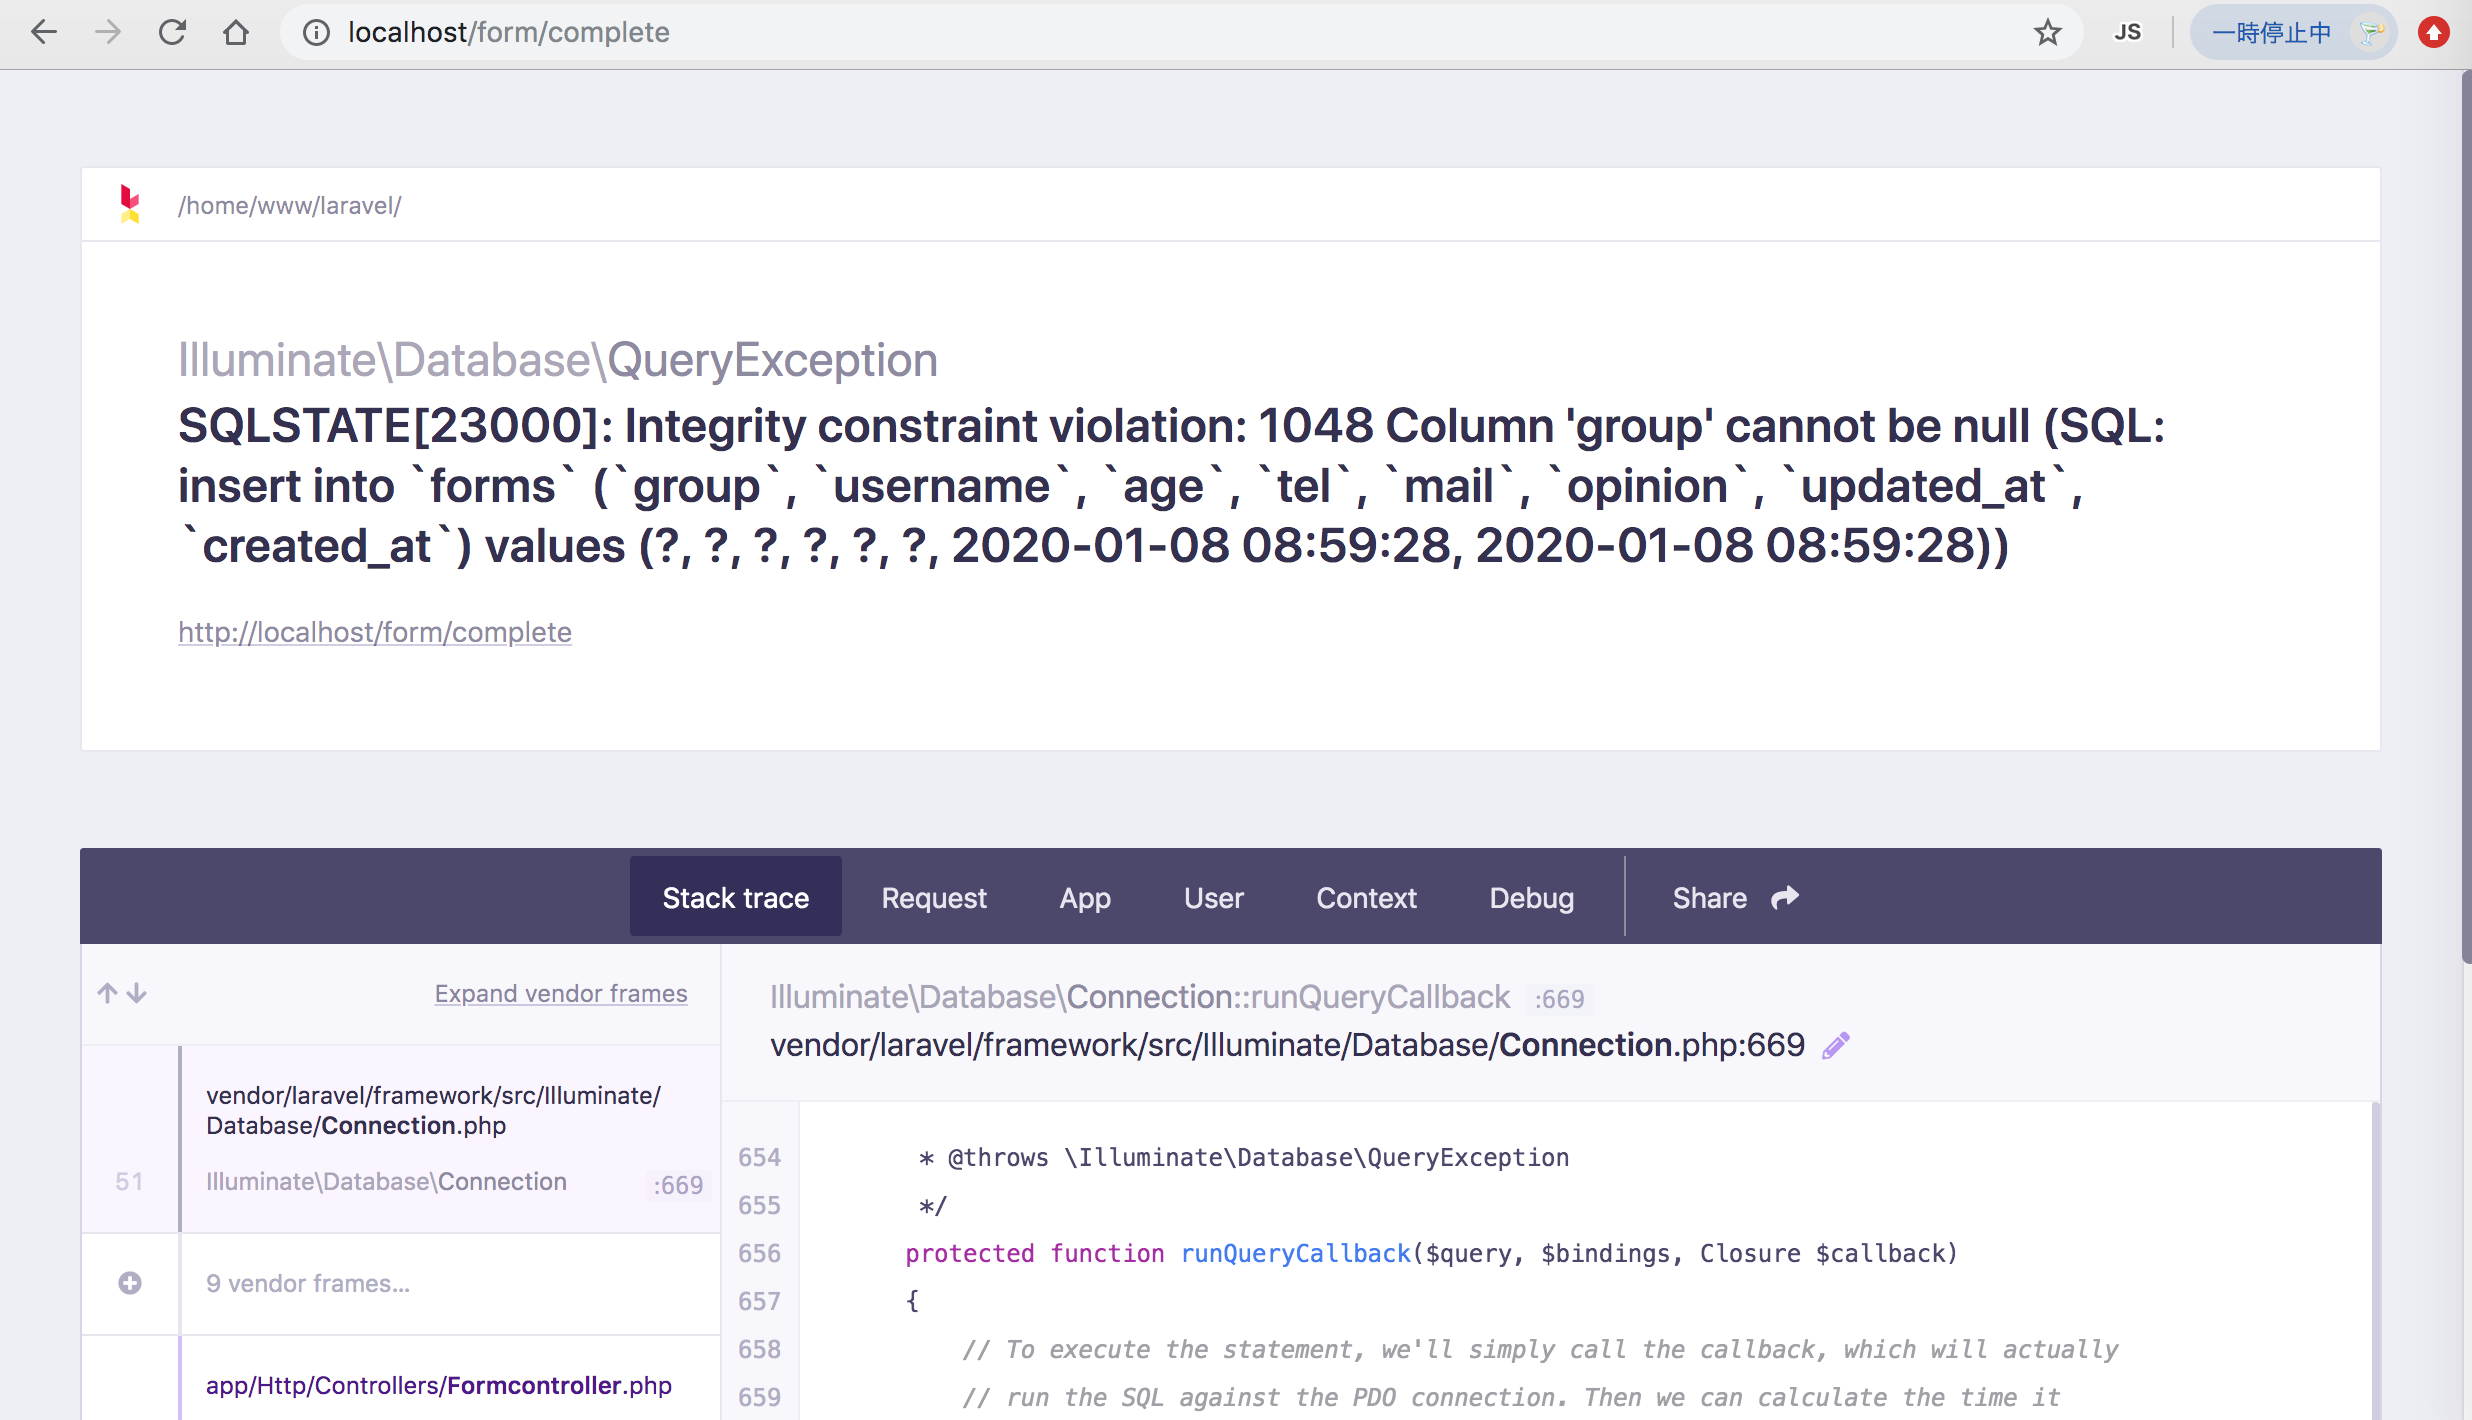 localhost/form/complete
JS
一時停止中
/home/www/laravel/
Illuminate\Database\QueryException
SQLSTATE[23000]: Integrity constraint violation: 1048 Column 'group' cannot be null (SQL:
insert into `forms` (`group`, `username`, `age`, `tel`, `mail`, `opinion`, `updated_at`,
`created_at`) values (?, ?, ?, ?, ?, ?, 2020-01-08 08:59:28, 2020-01-08 08:59:28))
http://localhost/form/complete
Stack trace
Request
App
User
Context
Debug
Share
Expand vendor frames
vendor/laravel/framework/src/Illuminate/
Database/Connection.php
51
Illuminate\Database\Connection
:669
9 vendor frames…
app/Http/Controllers/Formcontroller.php
Illuminate\Database\Connection::runQueryCallback :669
vendor/laravel/framework/src/Illuminate/Database/Connection.php:669
654 * @throws \Illuminate\Database\QueryException
655 */
656 protected function runQueryCallback($query, $bindings, Closure $callback)
657 {
658 // To execute the statement, we'll simply call the callback, which will actually
659 // run the SQL against the PDO connection. Then we can calculate the time it